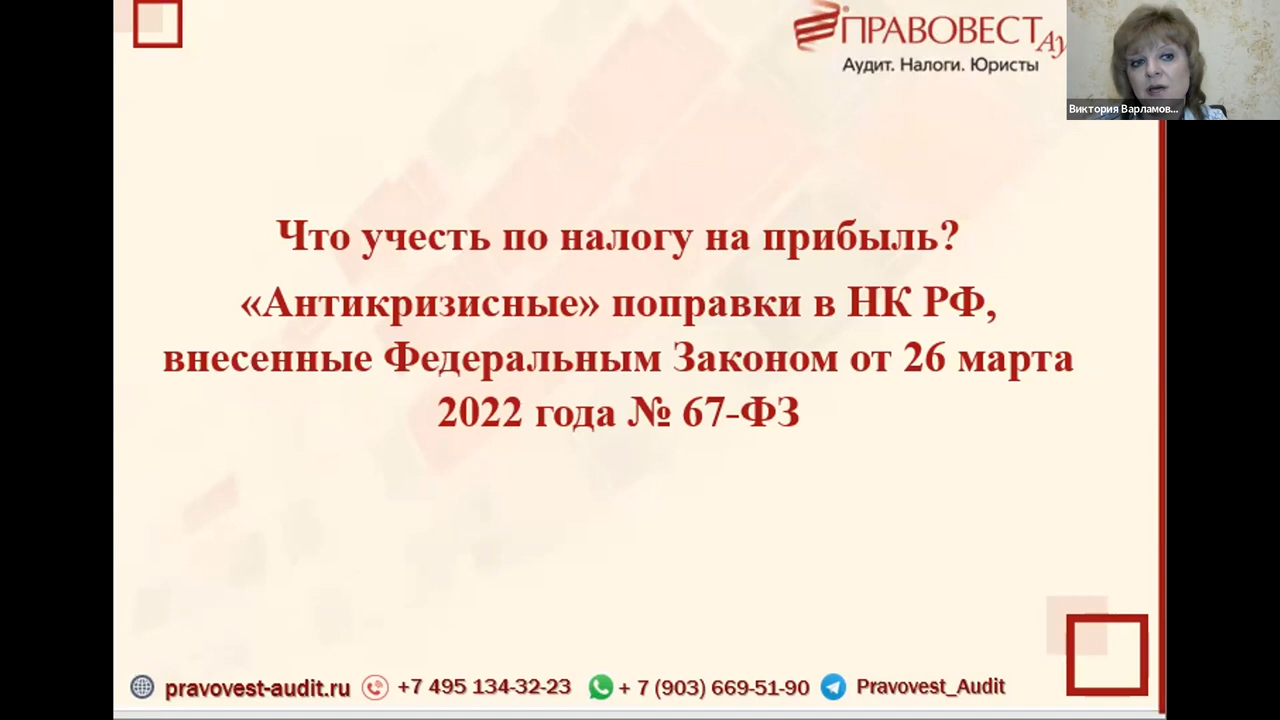 ПРАВОВЕСТ
Аудит. Налоги. Юристы
Виктория Варламов...
Что учесть по налогу на прибыль?
«Антикризисные» поправки в НК РФ,
внесенные Федеральным Законом от 26 марта
2022 года № 67-ФЗ
pravovest-audit.ru +7 495 134-32-23 + 7 (903) 669-51-90 Pravovest_Audit